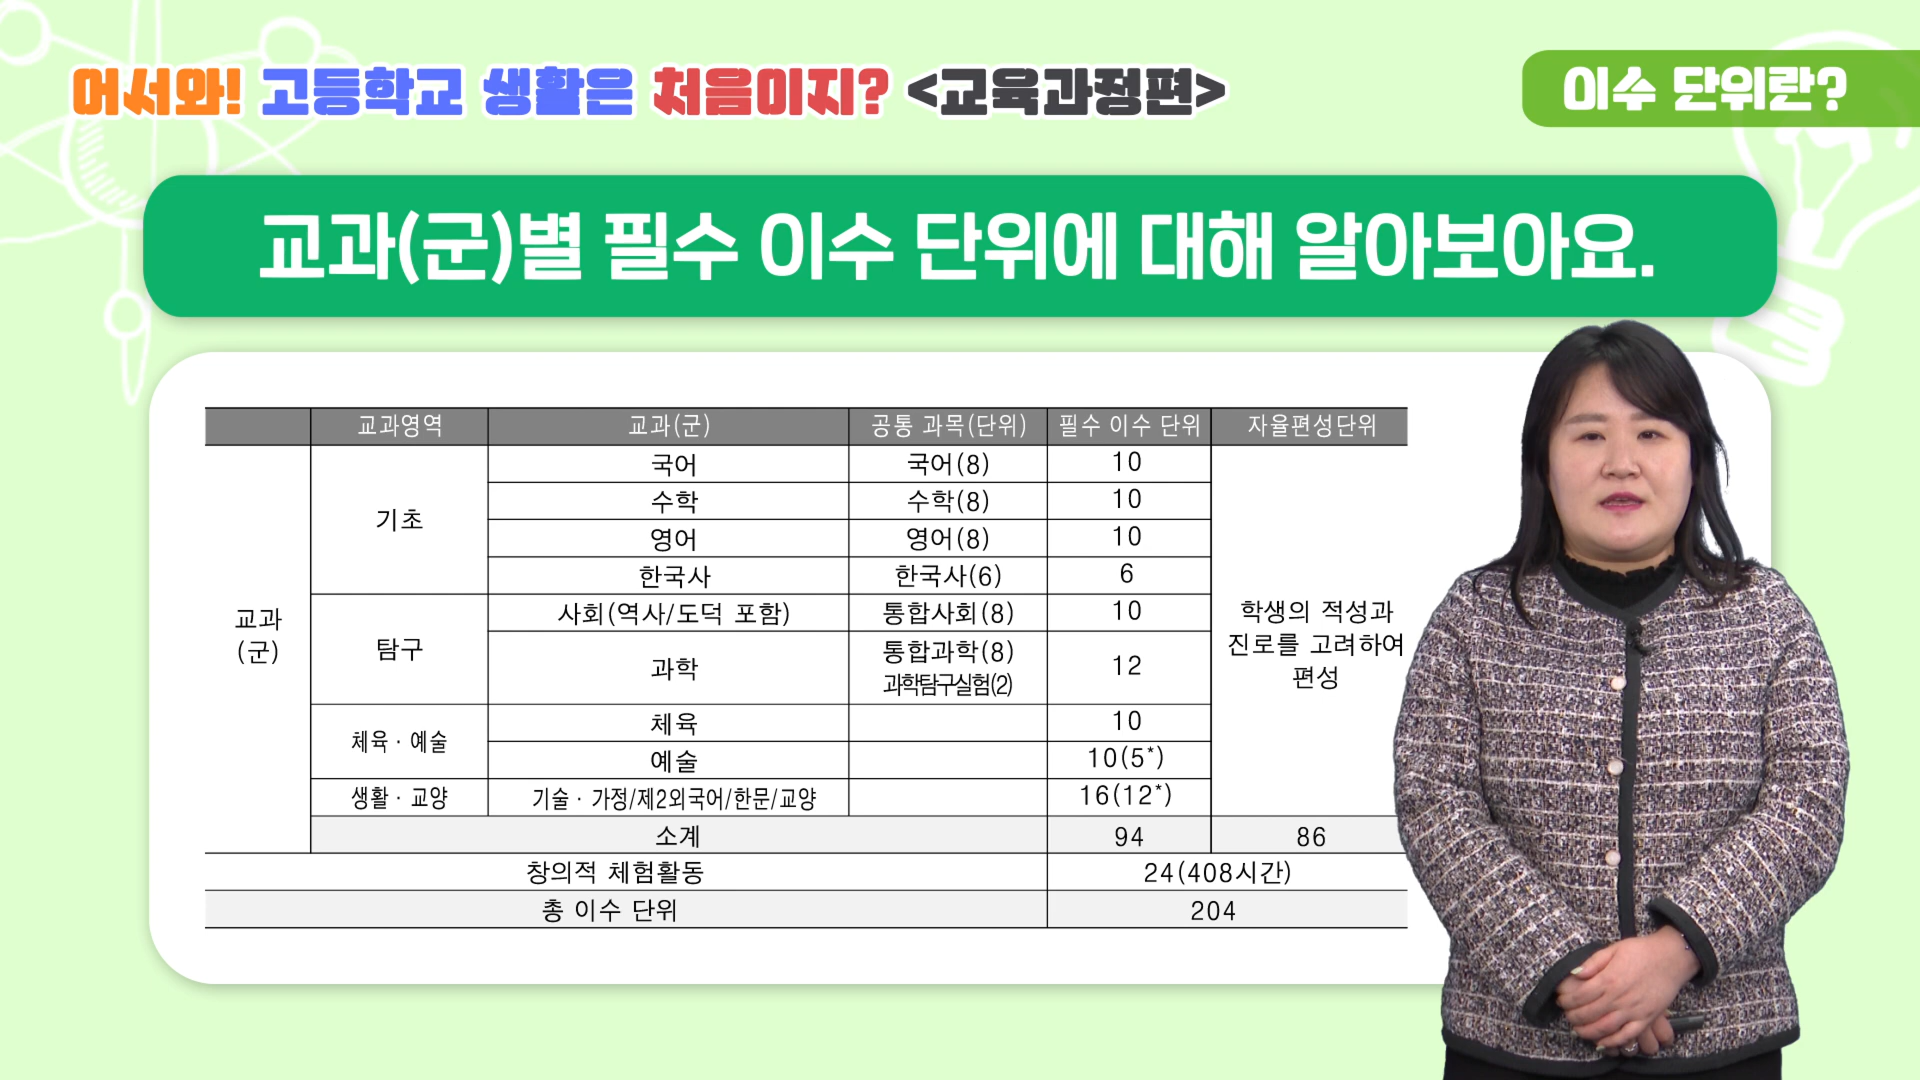 어서와! 고등학교 생활은 처음이지? <교육과정편>
이수 단위란?
교과(군)별 필수 이수 단위에 대해 알아보아요.
교과영역 교과(군) 공통 과목(단위) 필수 이수 단위 자율편성단위
교과
(군)
기초
국어 국어(8) 10
수학 수학(8) 10
영어 영어(8) 10
한국사 한국사(6) 6
탐구
사회(역사/도덕 포함) 통합사회(8) 10
과학 통합과학(8)
과학탐구실험(2)
12
체육·예술
체육 10
예술 10(5*)
생활·교양 기술·가정/제2외국어/한문/교양 16(12*)
학생의 적성과
진로를 고려하여
편성
소계 94 86
창의적 체험활동 24(408시간)
총 이수 단위 204